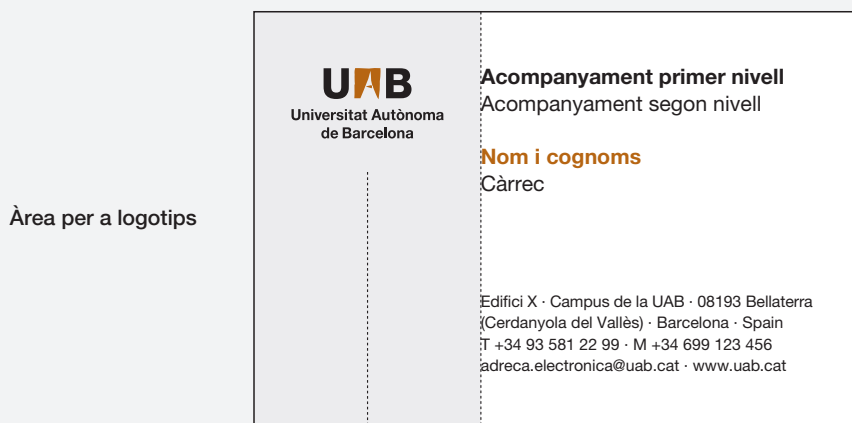 Àrea per a logotips
UAB
Universitat Autònoma
de Barcelona
Acompanyament primer nivell
Acompanyament segon nivell
Nom i cognoms
Càrrec
Edifici X · Campus de la UAB · 08193 Bellaterra
(Cerdanyola del Vallès) · Barcelona · Spain
T +34 93 581 22 99 · M +34 699 123 456
adreca.electronica@uab.cat · www.uab.cat